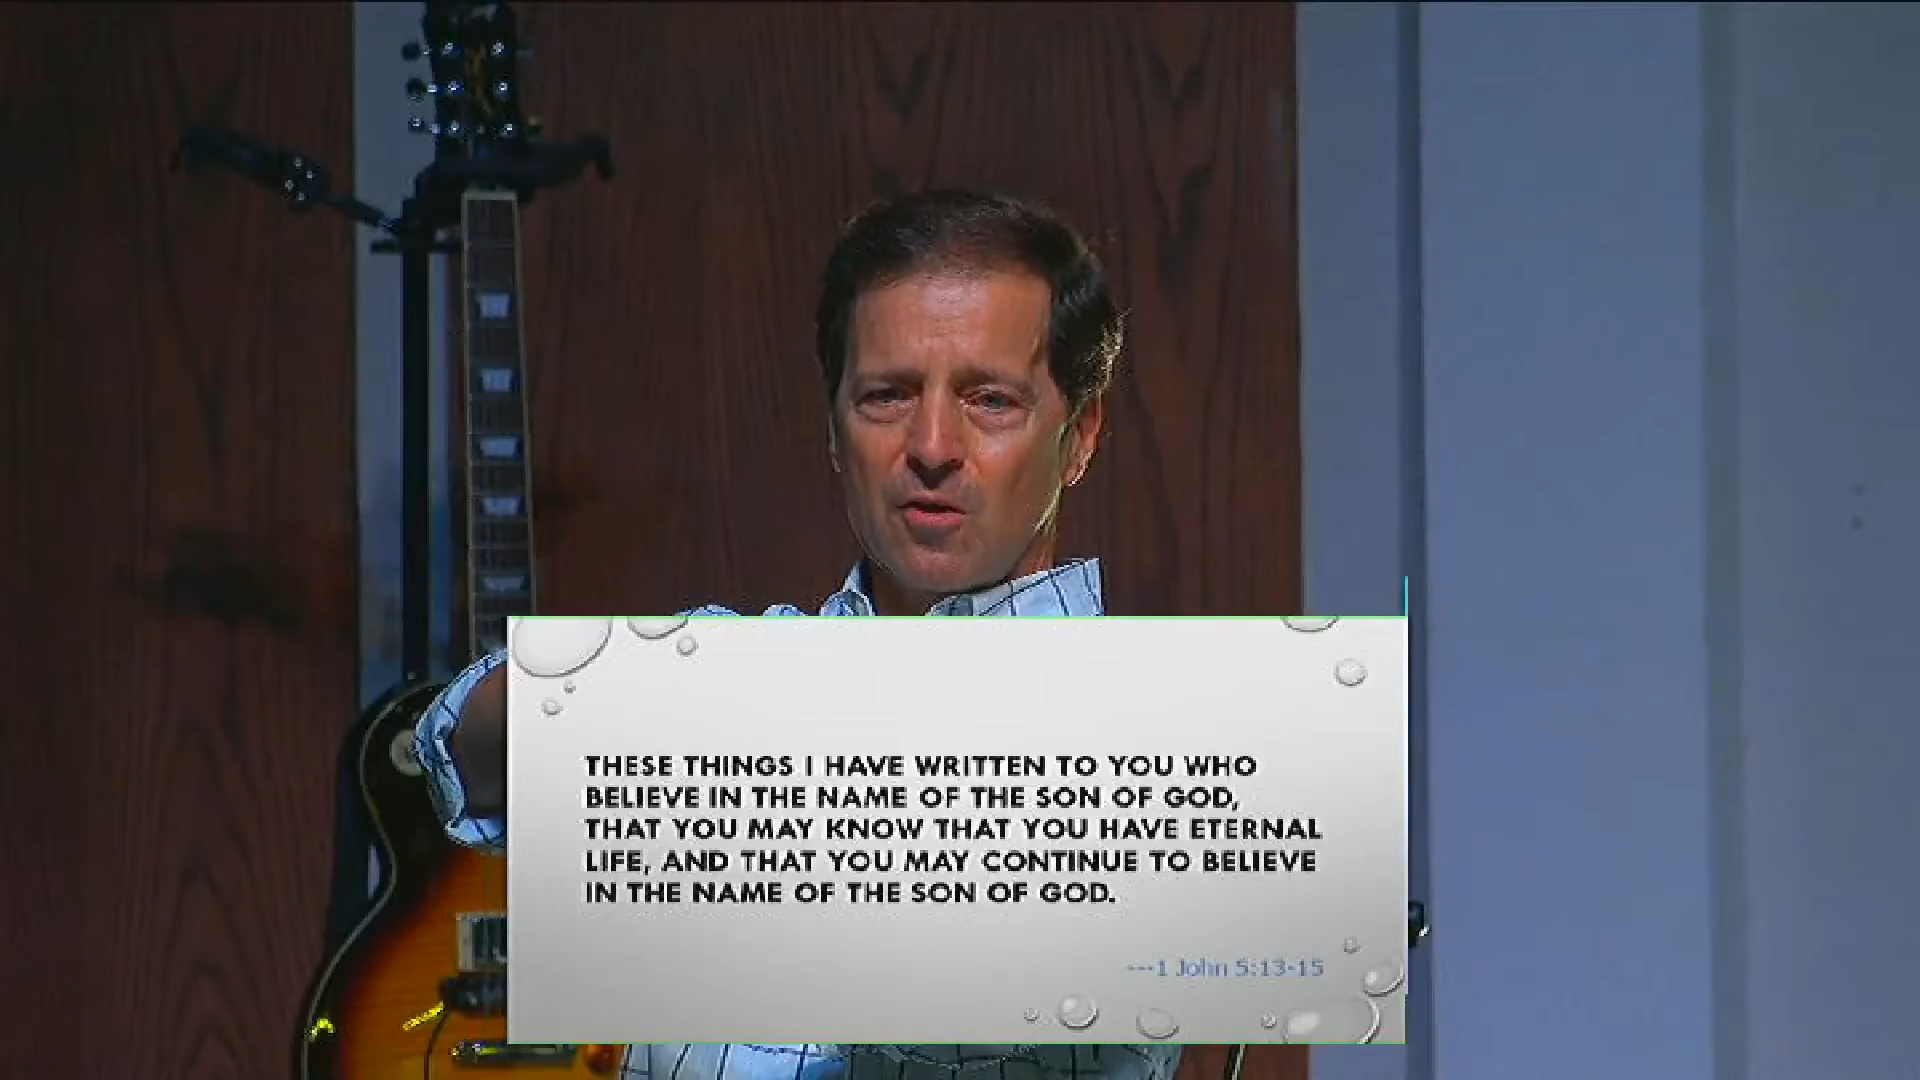 THESE THINGS I HAVE WRITTEN TO YOU WHO
BELIEVE IN THE NAME OF THE SON OF GOD,
THAT YOU MAY KNOW THAT YOU HAVE ETERNAL
LIFE, AND THAT YOU MAY CONTINUE TO BELIEVE
IN THE NAME OF THE SON OF GOD.
---1 John 5:13-15